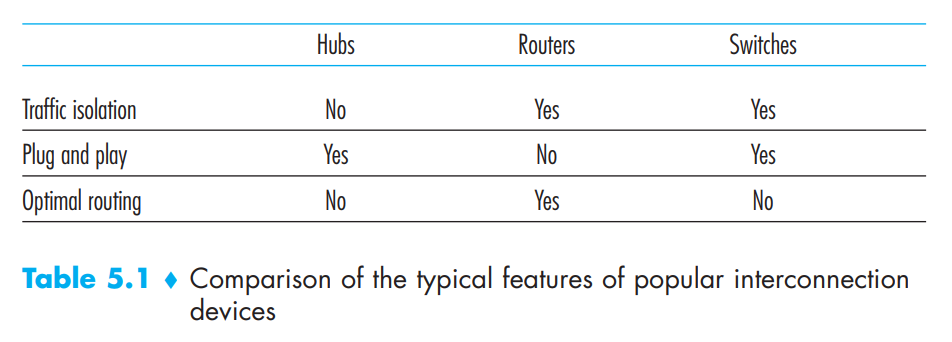 Hubs Routers Switches
Traffic isolation No Yes Yes
Plug and play Yes No Yes
Optimal routing No Yes No
Table 5.1 ♦ Comparison of the typical features of popular interconnection
devices